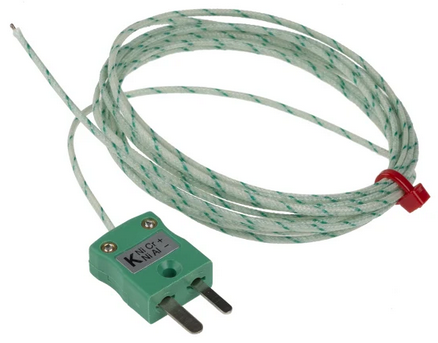 K Ni Cr +
Ni Al −